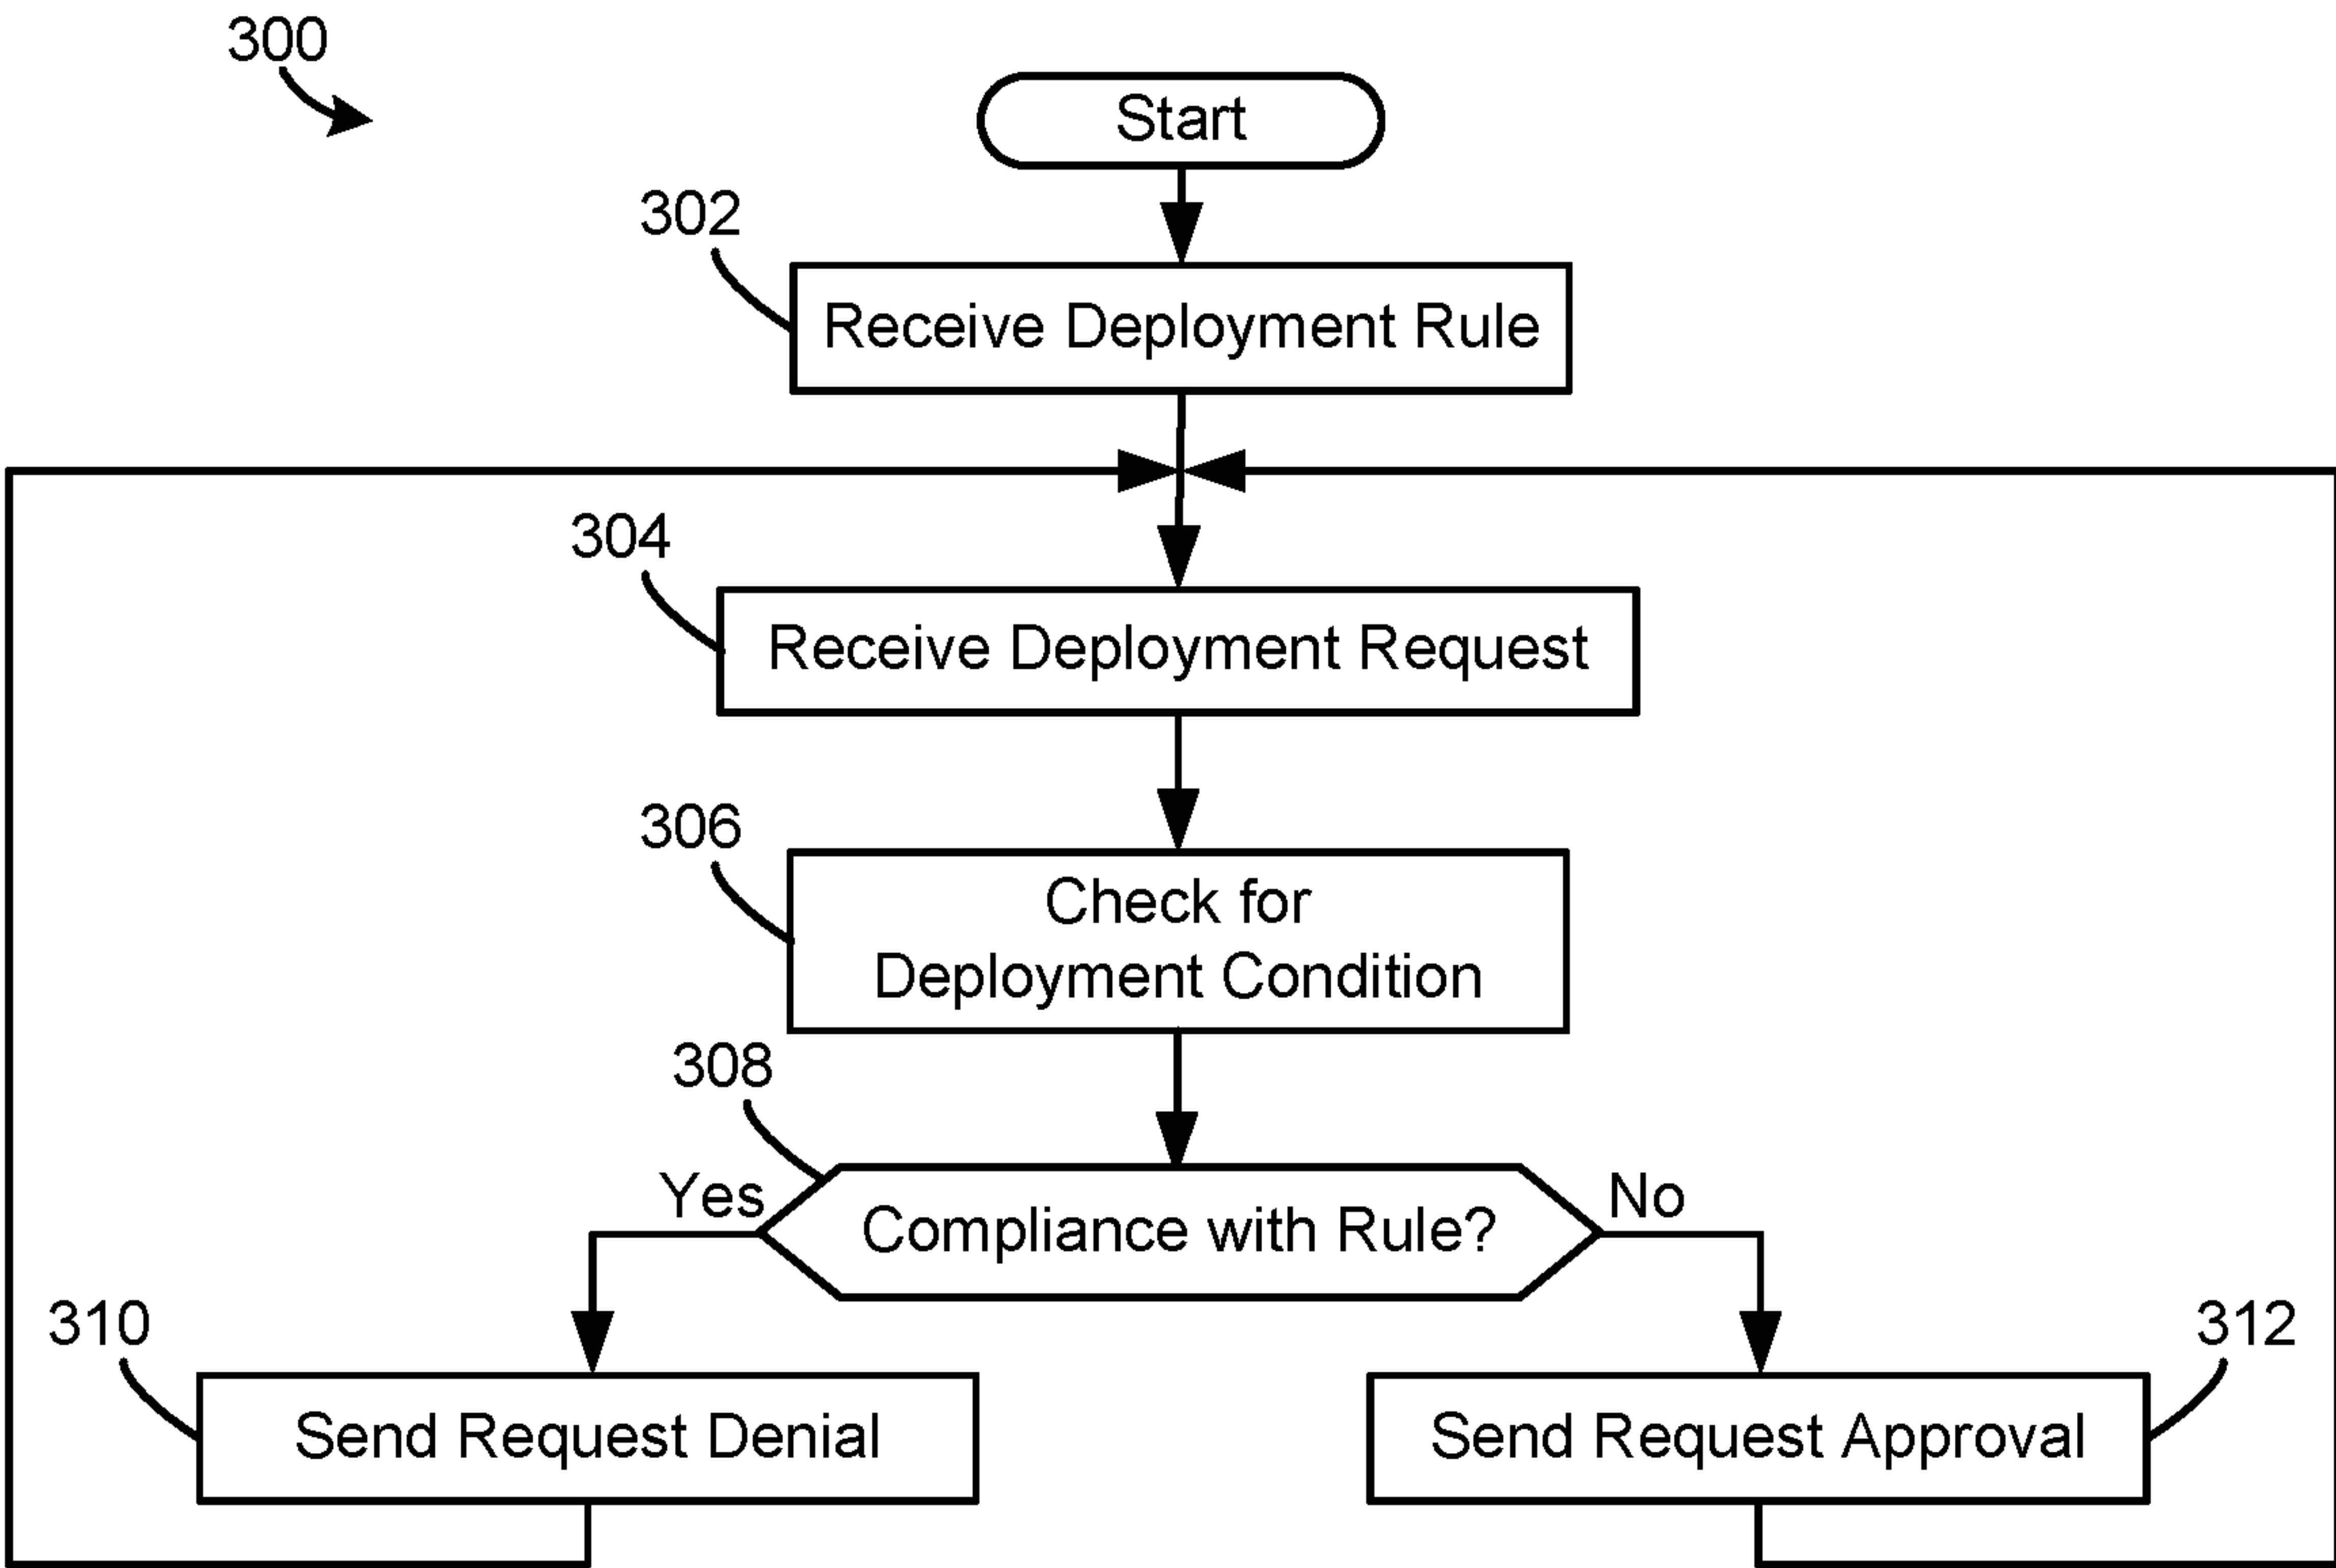 300
Start
302
Receive Deployment Rule
304
Receive Deployment Request
306
Check for
Deployment Condition
308
Yes
Compliance with Rule?
No
310
312
Send Request Denial
Send Request Approval